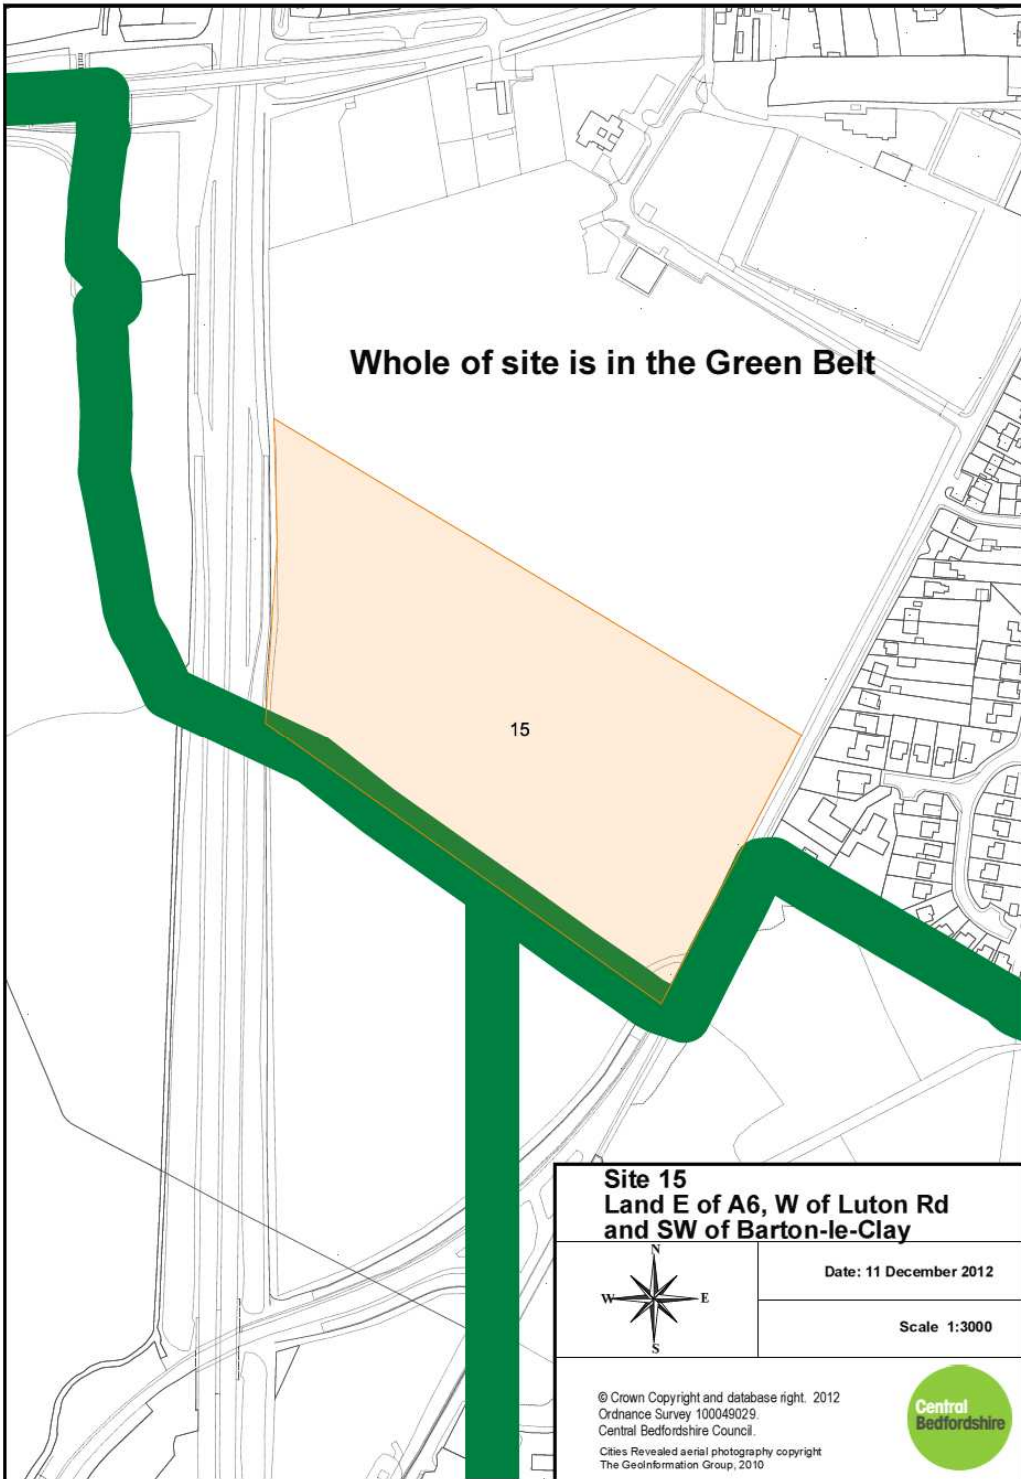 Whole of site is in the Green Belt
15
Site 15
Land E of A6, W of Luton Rd
and SW of Barton-le-Clay
N
W E
S
Date: 11 December 2012
Scale 1:3000
© Crown Copyright and database right. 2012
Ordnance Survey 100049029.
Central Bedfordshire Council.
Cities Revealed aerial photography copyright
The GeoInformation Group, 2010
Central
Bedfordshire